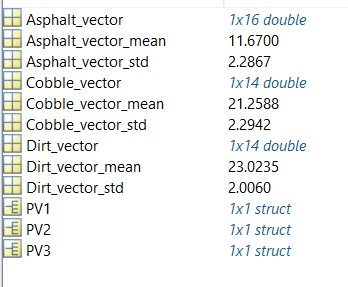 Asphalt_vector 1x16 double
Asphalt_vector_mean 11.6700
Asphalt_vector_std 2.2867
Cobble_vector 1x14 double
Cobble_vector_mean 21.2588
Cobble_vector_std 2.2942
Dirt_vector 1x14 double
Dirt_vector_mean 23.0235
Dirt_vector_std 2.0060
PV1 1x1 struct
PV2 1x1 struct
PV3 1x1 struct